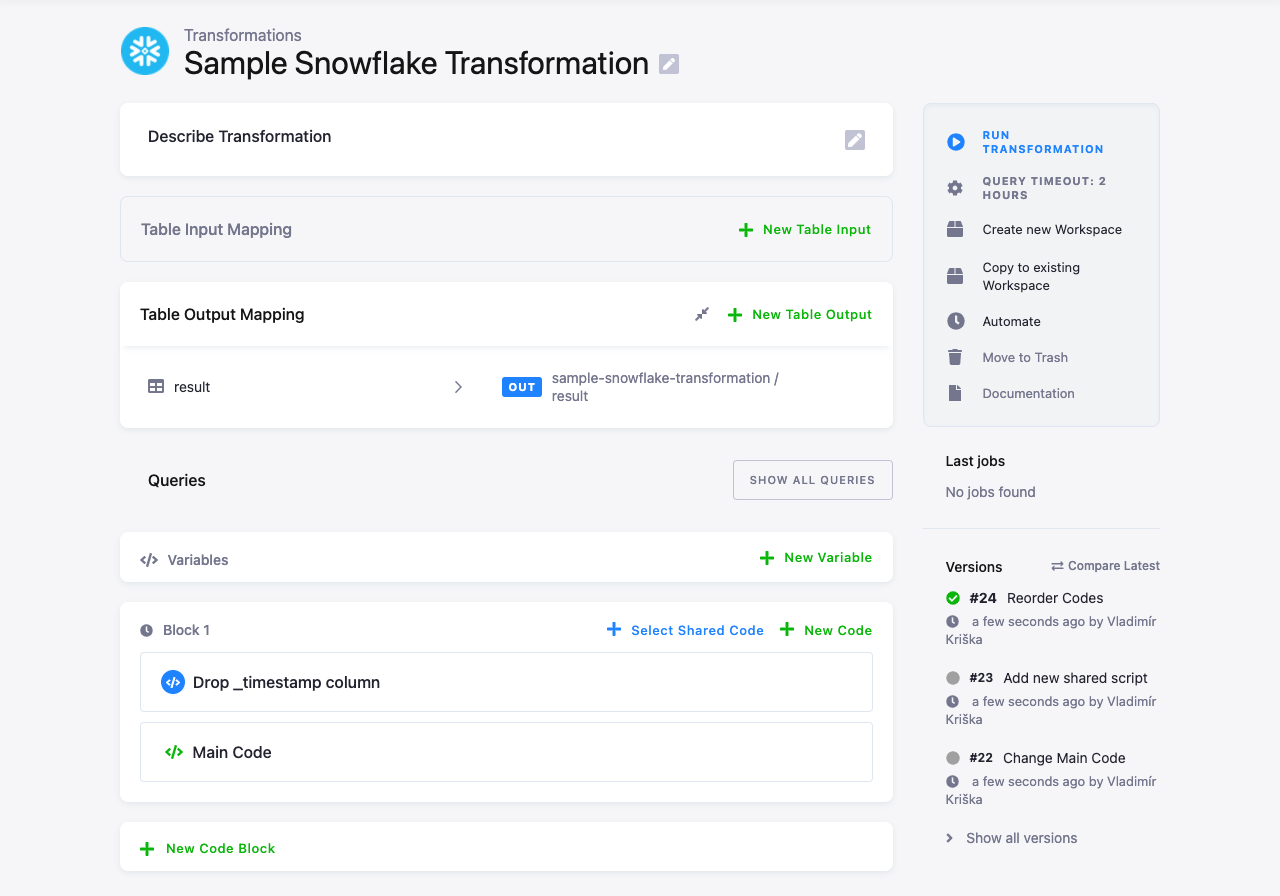 Transformations
Sample Snowflake Transformation
Describe Transformation
Table Input Mapping
New Table Input
Table Output Mapping
New Table Output
result
OUT
sample-snowflake-transformation /
result
Queries
SHOW ALL QUERIES
Variables
New Variable
Block 1
Select Shared Code
New Code
Drop _timestamp column
Main Code
New Code Block
RUN
TRANSFORMATION
QUERY TIMEOUT: 2
HOURS
Create new Workspace
Copy to existing
Workspace
Automate
Move to Trash
Documentation
Last jobs
No jobs found
Versions
Compare Latest
#24 Reorder Codes
a few seconds ago by Vladimír
Kriška
#23 Add new shared script
a few seconds ago by Vladimír
Kriška
#22 Change Main Code
a few seconds ago by Vladimír
Kriška
Show all versions